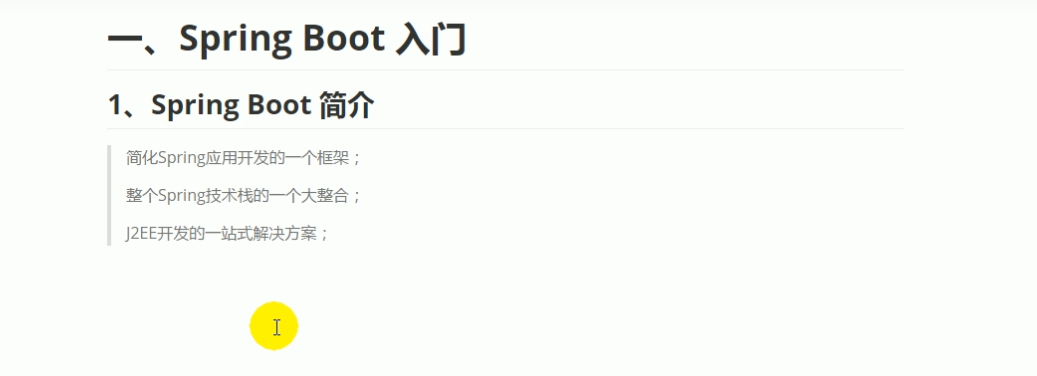 一、Spring Boot 入门
1、Spring Boot 简介
简化Spring应用开发的一个框架；
整个Spring技术栈的一个大整合；
J2EE开发的一站式解决方案；